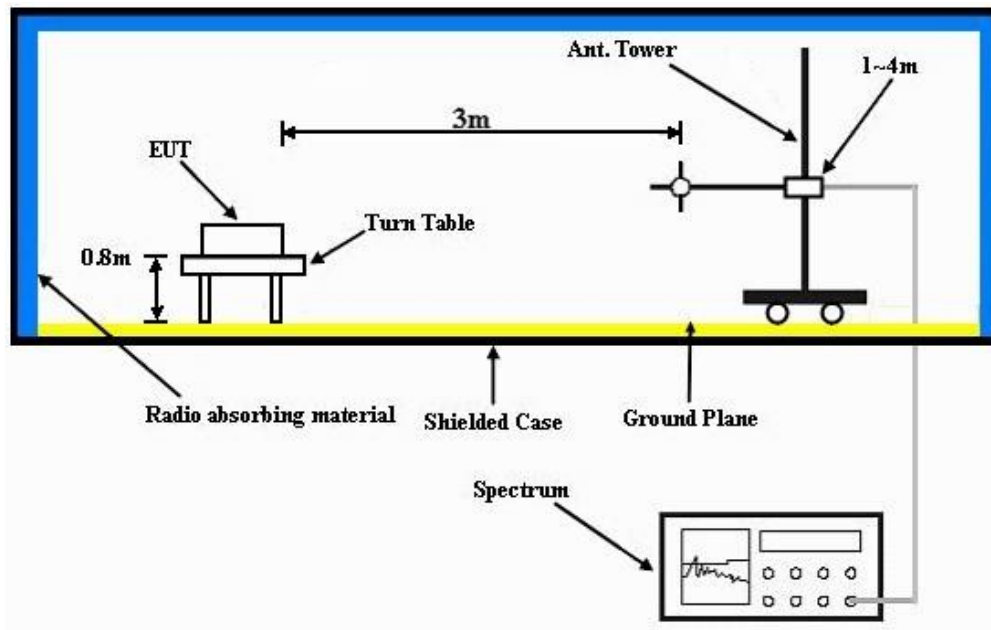 Ant. Tower
1~4m
3m
EUT
Turn Table
0.8m
Radio absorbing material
Shielded Case
Ground Plane
Spectrum